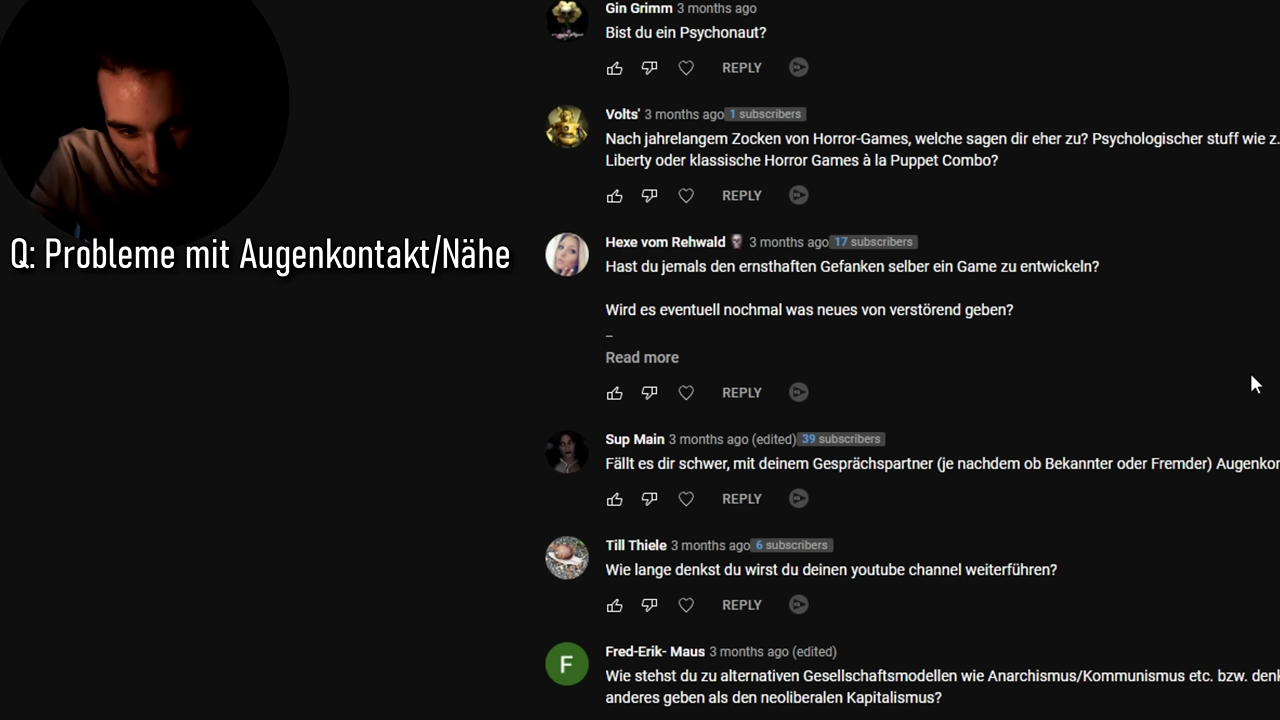 Gin Grimm 3 months ago
Bist du ein Psychonaut?
REPLY
Volts' 3 months ago 1 subscribers
Nach jahrelangem Zocken von Horror-Games, welche sagen dir eher zu? Psychologischer stuff wie z.
Liberty oder klassische Horror Games à la Puppet Combo?
REPLY
Q: Probleme mit Augenkontakt/Nähe
Hexe vom Rehwald 3 months ago 17 subscribers
Hast du jemals den ernsthaften Gefanken selber ein Game zu entwickeln?
Wird es eventuell nochmal was neues von verstörend geben?
_
Read more
REPLY
Sup Main 3 months ago (edited) 39 subscribers
Fällt es dir schwer, mit deinem Gesprächspartner (je nachdem ob Bekannter oder Fremder) Augenkon
REPLY
Till Thiele 3 months ago 6 subscribers
Wie lange denkst du wirst du deinen youtube channel weiterführen?
REPLY
F
Fred-Erik- Maus 3 months ago (edited)
Wie stehst du zu alternativen Gesellschaftsmodellen wie Anarchismus/Kommunismus etc. bzw. denk
anderes geben als den neoliberalen Kapitalismus?